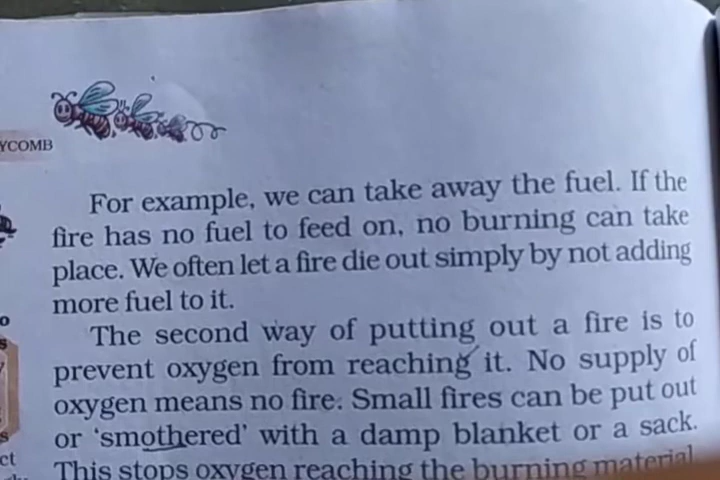 YCOMB
For example, we can take away the fuel. If the
fire has no fuel to feed on, no burning can take
place. We often let a fire die out simply by not adding
more fuel to it.
The second way of putting out a fire is to
prevent oxygen from reaching it. No supply of
oxygen means no fire. Small fires can be put out
or ‘smothered’ with a damp blanket or a sack.
This stops oxygen reaching the burning material
o
s
s
ct